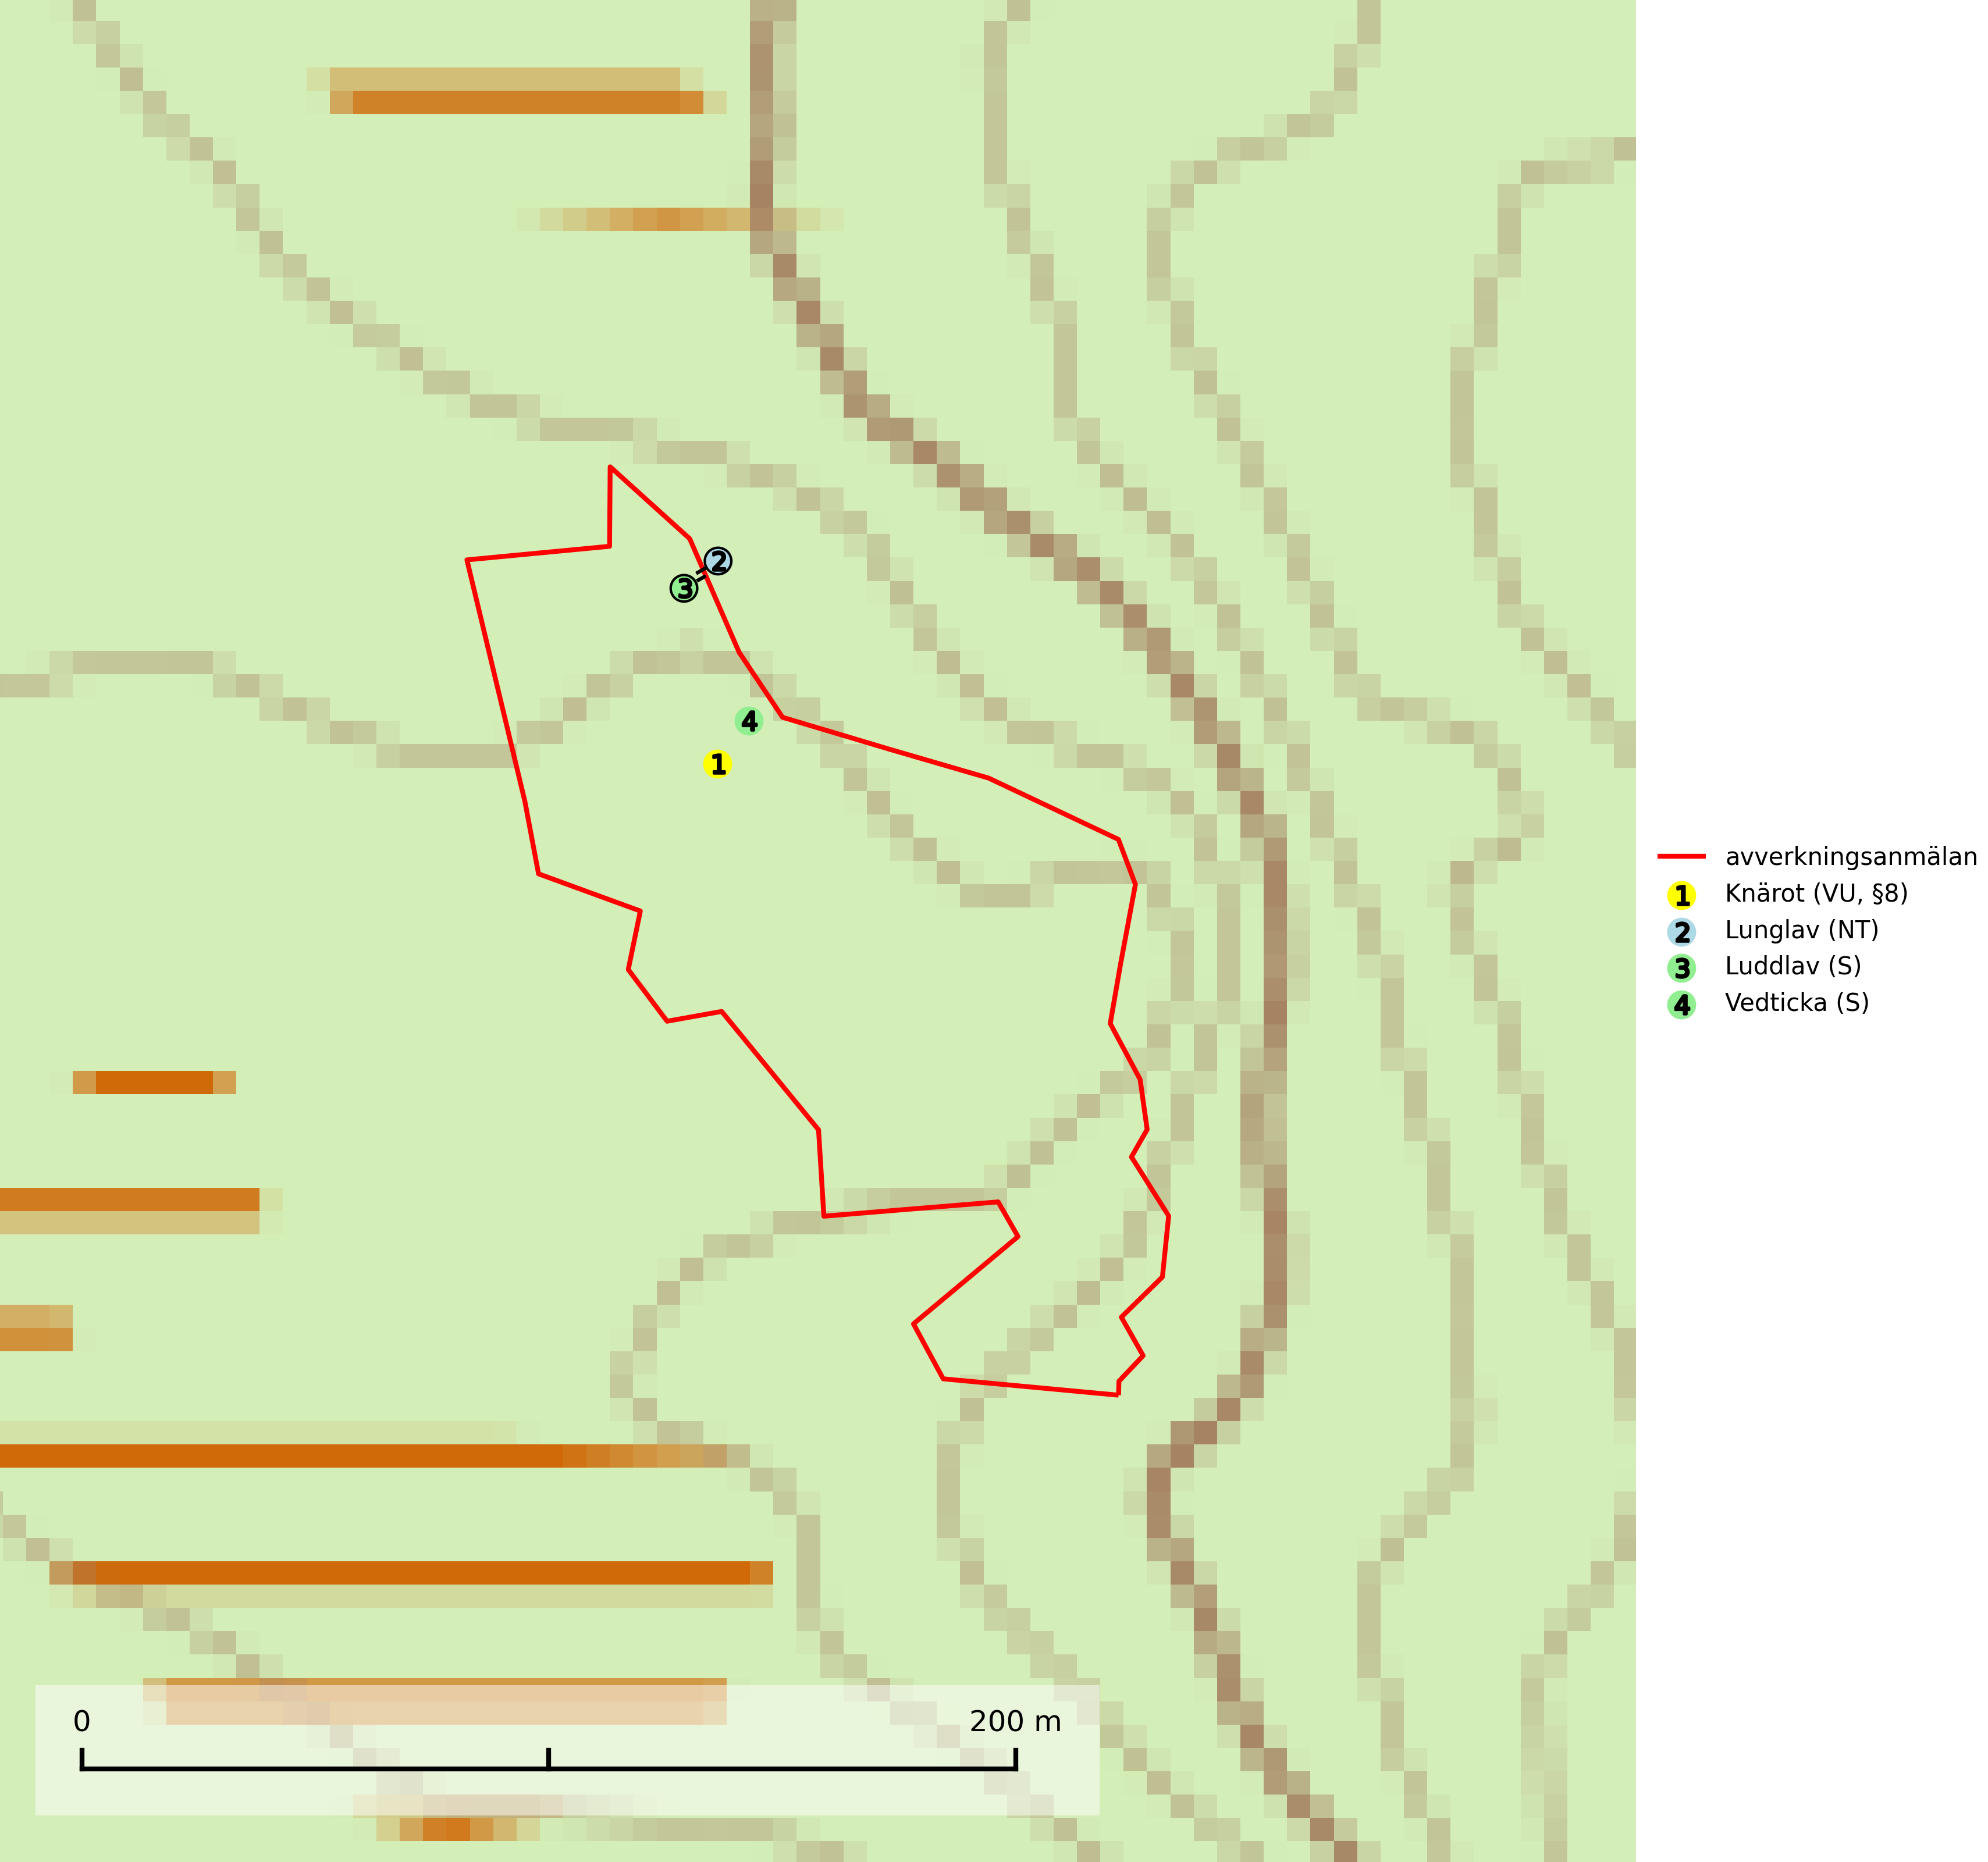 2
3
4
1
avverkningsanmälan
1 Knärot (VU, §8)
2 Lunglav (NT)
3 Luddlav (S)
4 Vedticka (S)
0 200 m